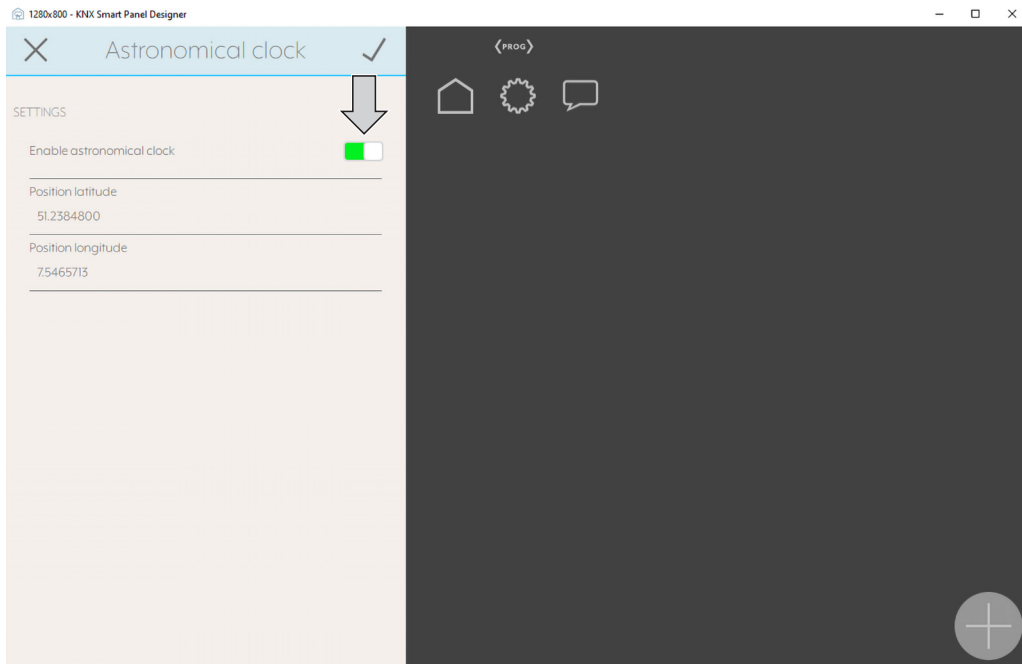 1280x800 - KNX Smart Panel Designer
Astronomical clock
PROG
SETTINGS
Enable astronomical clock
Position latitude
51.2384800
Position longitude
7.5465713